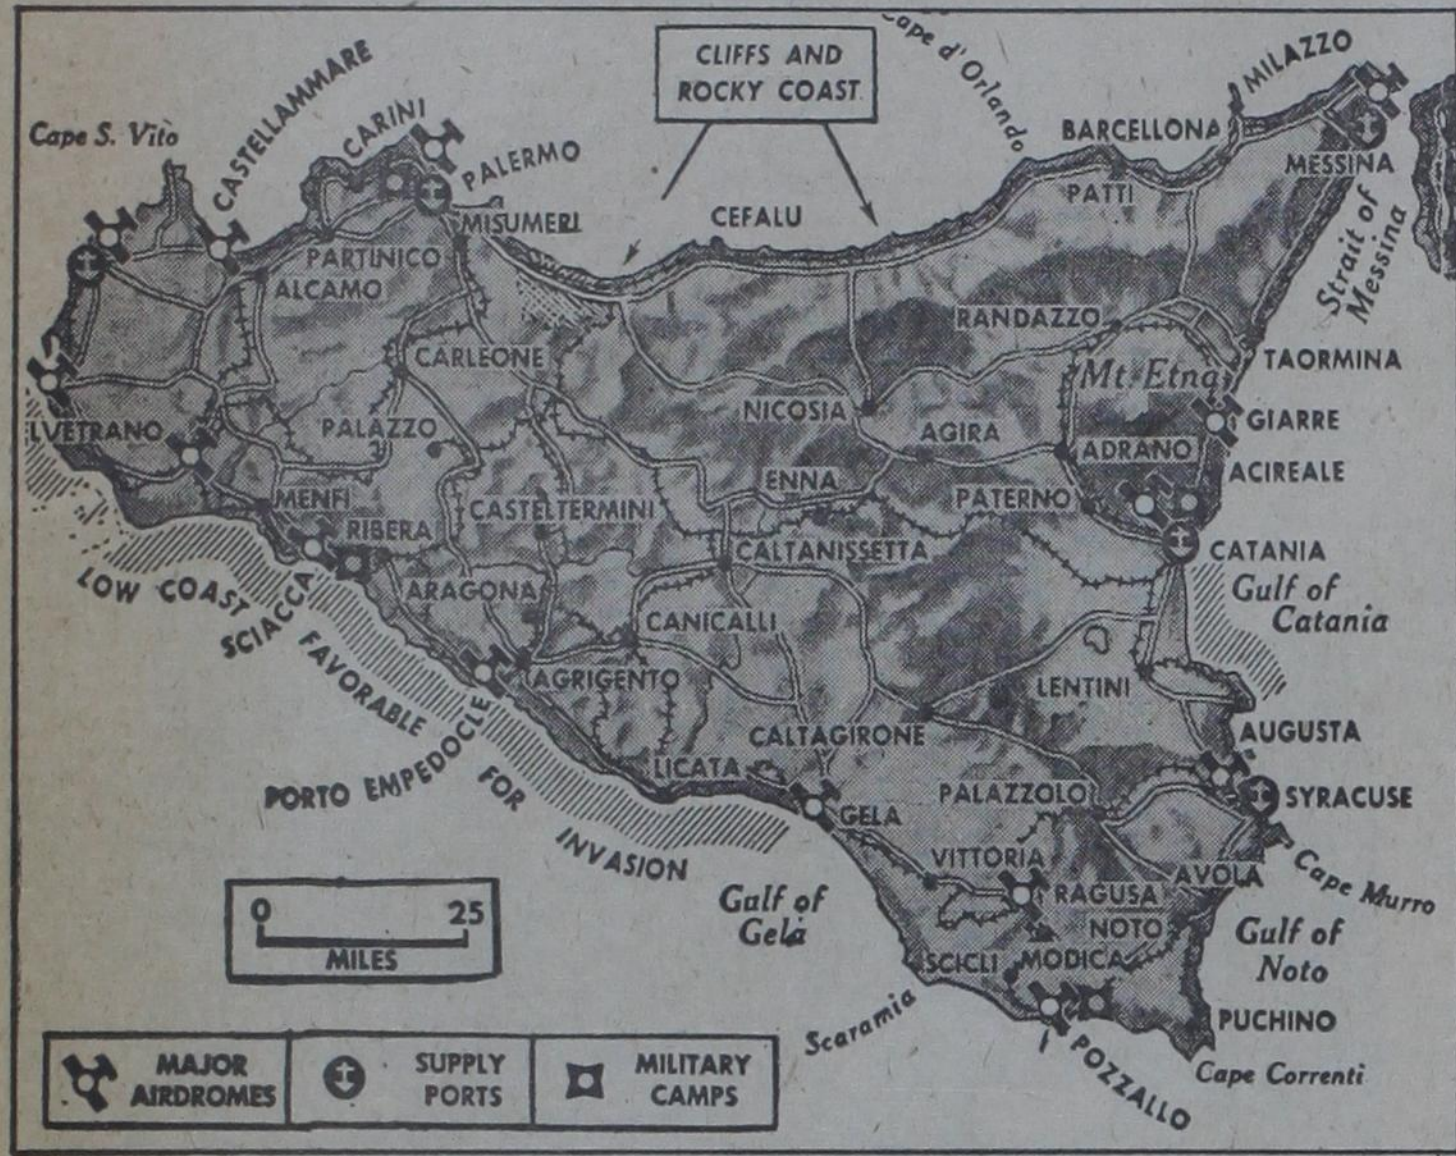 CLIFFS AND
ROCKY COAST
Cape d'Orlando
MILAZZO
CASTELLAMMARE
CARINI
Cape S. Vito
PALERMO
BARCELLONA
MESSINA
PATTI
Strait of
Messina
MISUMERI
CEFALU
PARTINICO
ALCAMO
RANDAZZO
CARLEONE
TAORMINA
Mt. Etna
NICOSIA
GIARRE
LVETRANO
PALAZZO
AGIRA
ADRANO
ACIREALE
ENNA
PATERNO
MENFI
CASTELTERMINI
RIBERA
CALTANISSETTA
CATANIA
Gulf of
Catania
LOW COAST FAVORABLE FOR INVASION
SCIACCA
ARAGONA
CANICALLI
AGRIGENTO
LENTINI
PORTO EMPEDOCLE
CALTAGIRONE
AUGUSTA
LICATA
PALAZZOLO
SYRACUSE
GELA
VITTORIA
AVOLA
Cape Murro
RAGUSA
Gulf of
Gela
NOTO
Gulf of
Noto
SCICLI
MODICA
Scaramia
PUCHINO
POZZALLO
Cape Correnti
0 25
MILES
MAJOR
AIRDROMES
SUPPLY
PORTS
MILITARY
CAMPS